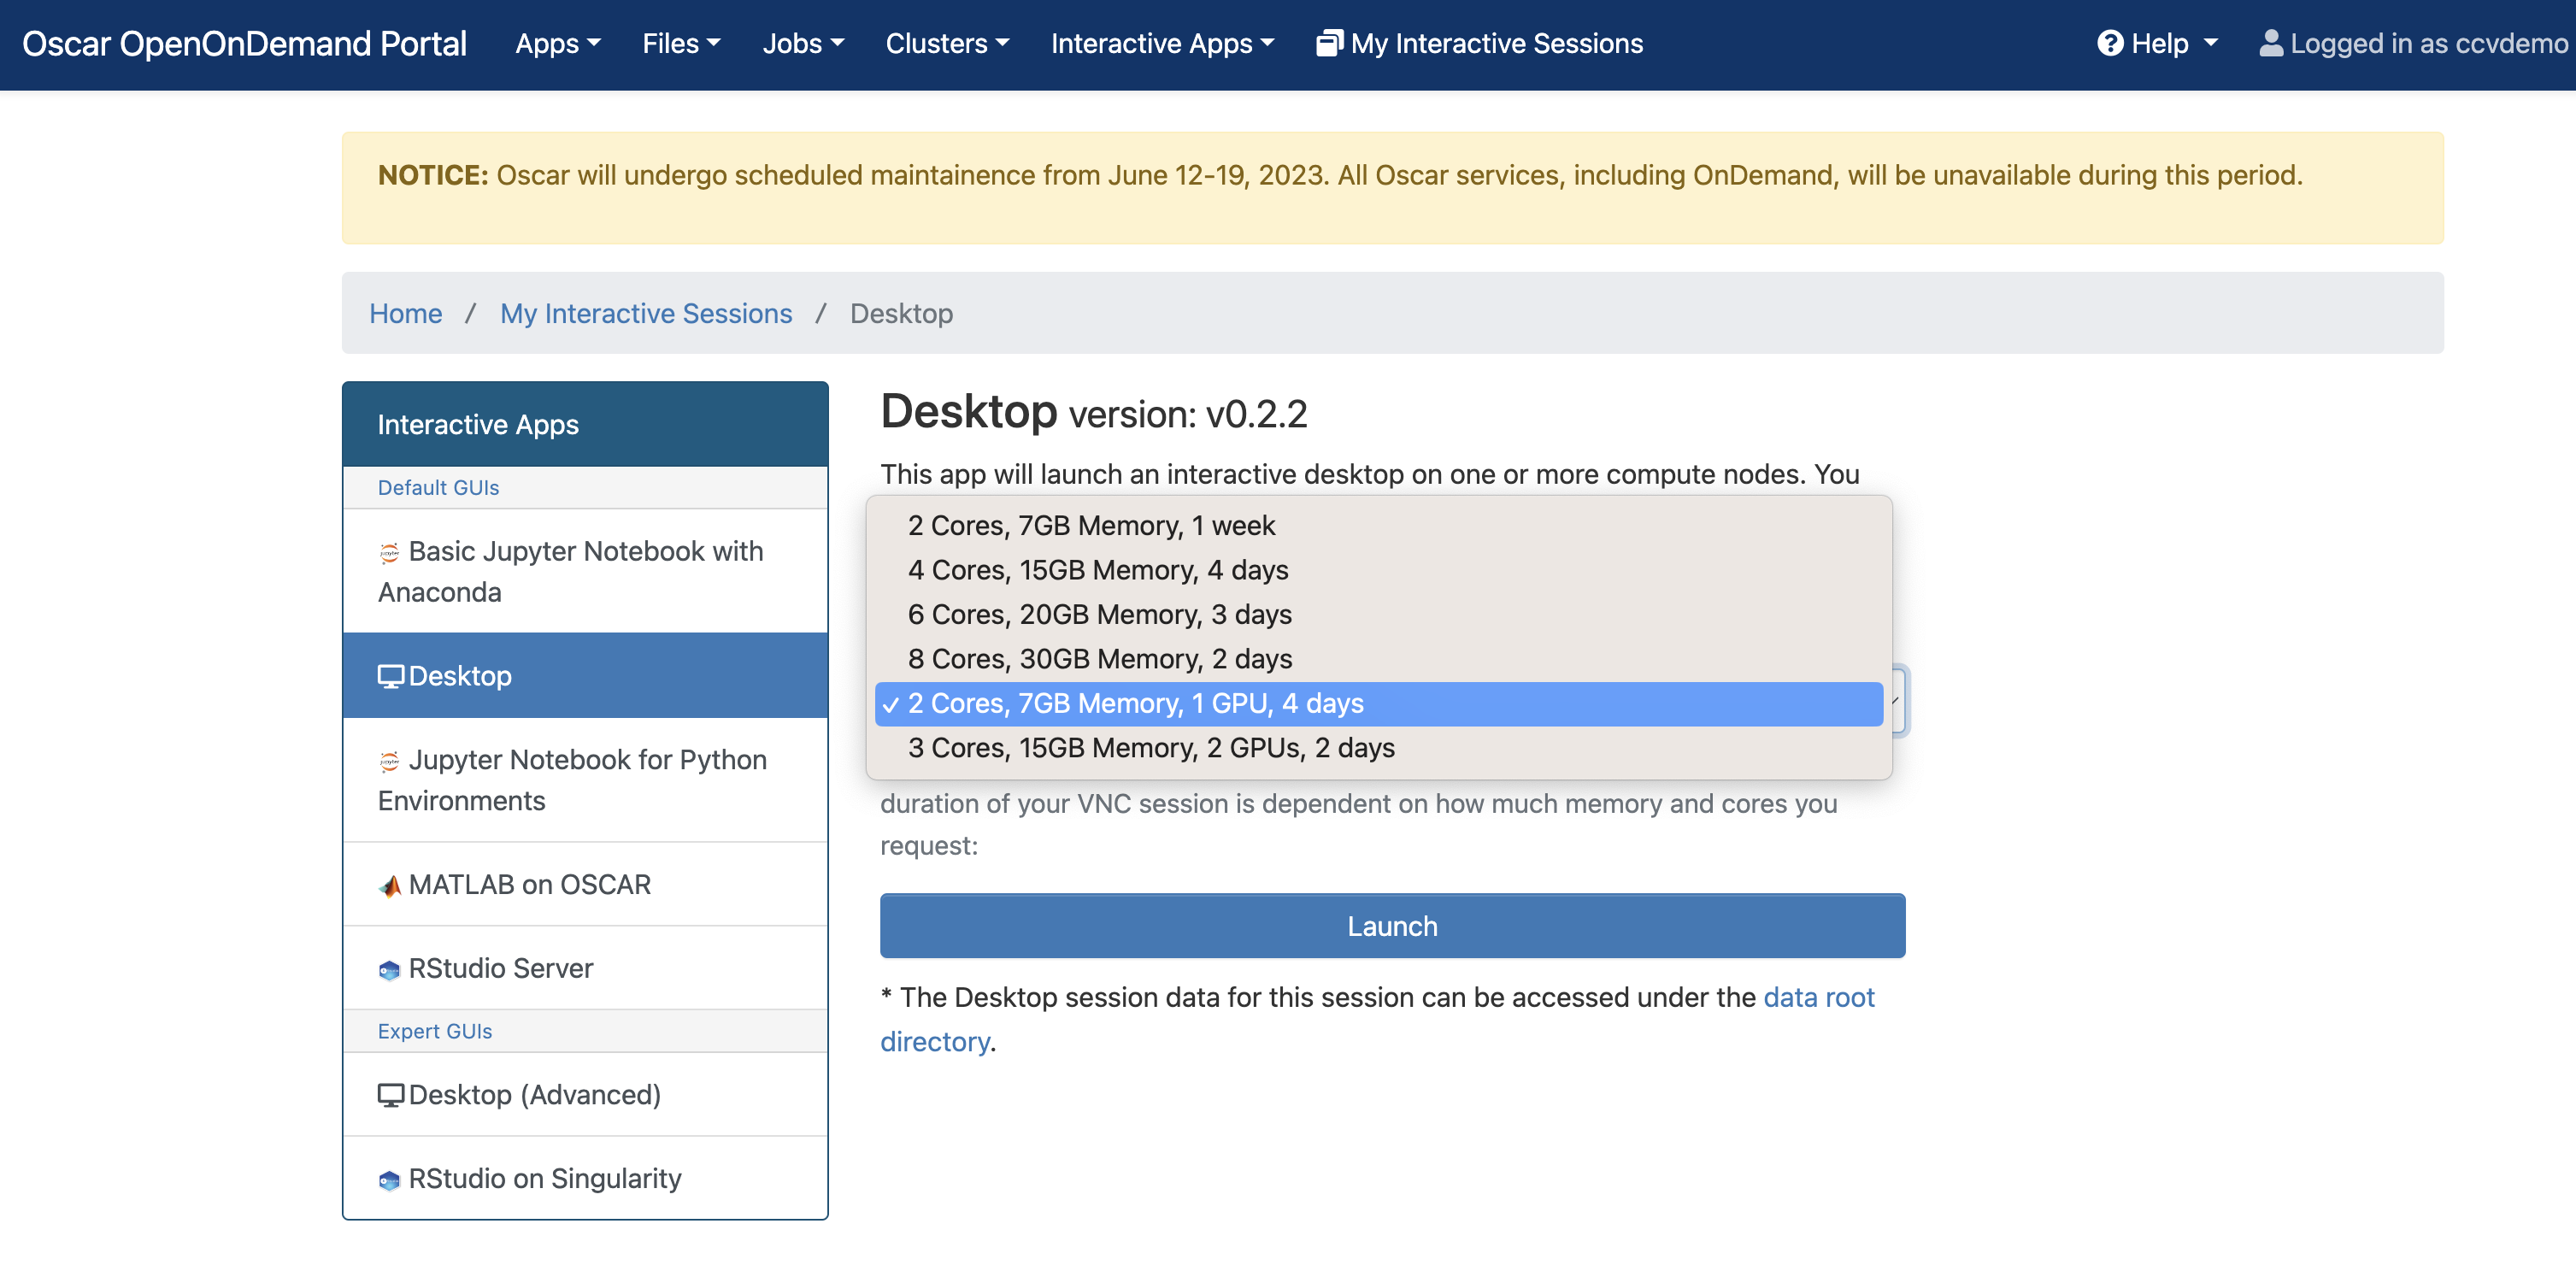 Oscar OpenOnDemand Portal Apps Files Jobs Clusters Interactive Apps My Interactive Sessions Help Logged in as ccvdemo
NOTICE: Oscar will undergo scheduled maintainence from June 12-19, 2023. All Oscar services, including OnDemand, will be unavailable during this period.
Home / My Interactive Sessions / Desktop
Interactive Apps
Default GUIs
Basic Jupyter Notebook with
Anaconda
Desktop
Jupyter Notebook for Python
Environments
MATLAB on OSCAR
RStudio Server
Expert GUIs
Desktop (Advanced)
RStudio on Singularity
Desktop version: v0.2.2
This app will launch an interactive desktop on one or more compute nodes. You
2 Cores, 7GB Memory, 1 week
4 Cores, 15GB Memory, 4 days
6 Cores, 20GB Memory, 3 days
8 Cores, 30GB Memory, 2 days
✓ 2 Cores, 7GB Memory, 1 GPU, 4 days
3 Cores, 15GB Memory, 2 GPUs, 2 days
duration of your VNC session is dependent on how much memory and cores you
request:
Launch
* The Desktop session data for this session can be accessed under the data root
directory.